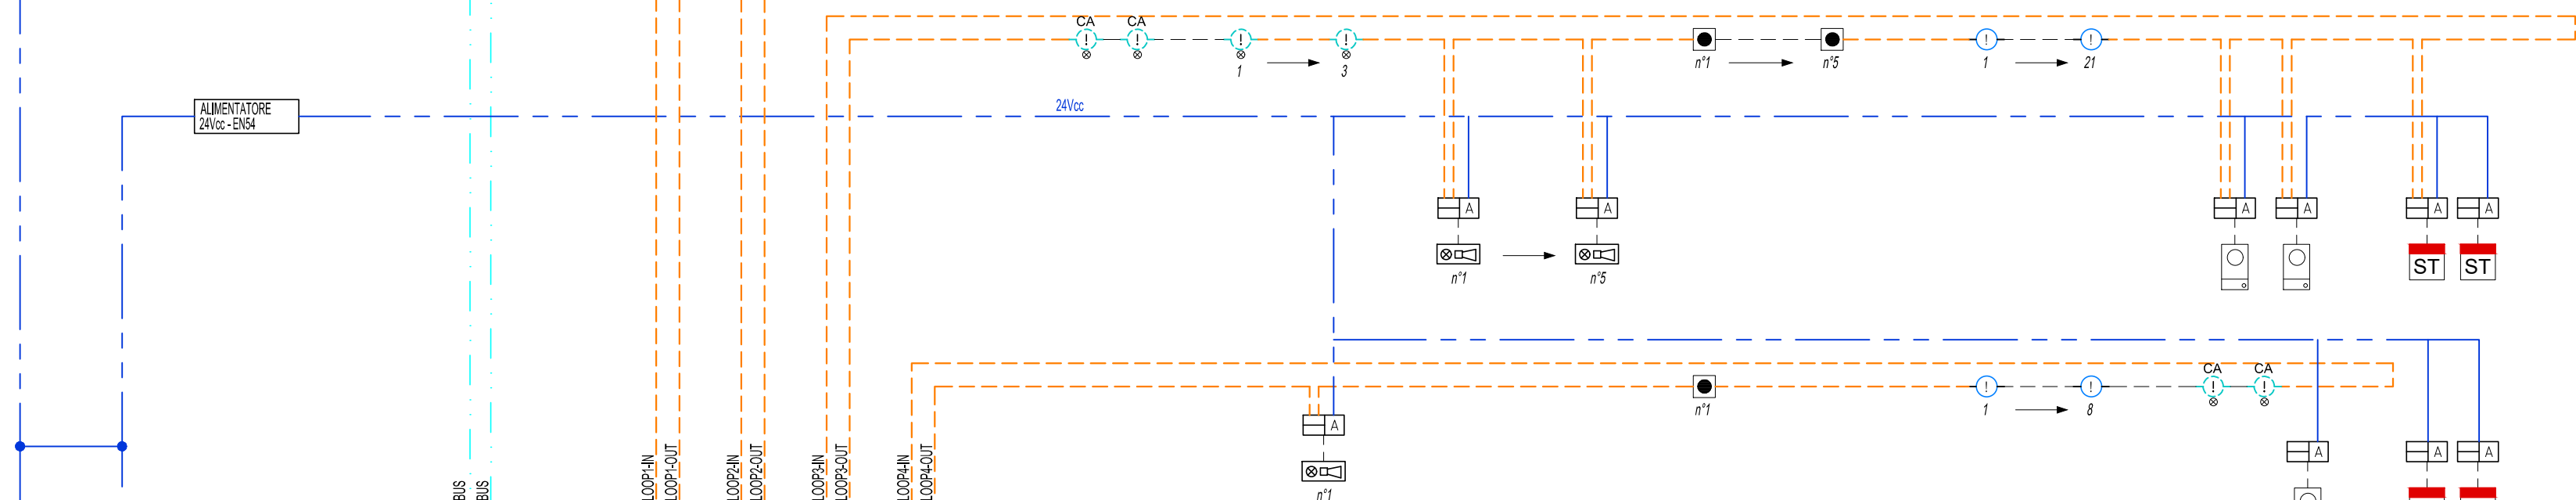 CA CA
! ! ! !
1 3
n°1 n°5
! !
1 21
ALIMENTATORE
24Vcc - EN54
24Vcc
A A A A A A
n°1 n°5
ST ST
CA CA
n°1
! ! ! !
1 8
A A A A
n°1
BUS
BUS
LOOP1-IN
LOOP1-OUT
LOOP2-IN
LOOP2-OUT
LOOP3-IN
LOOP3-OUT
LOOP4-IN
LOOP4-OUT